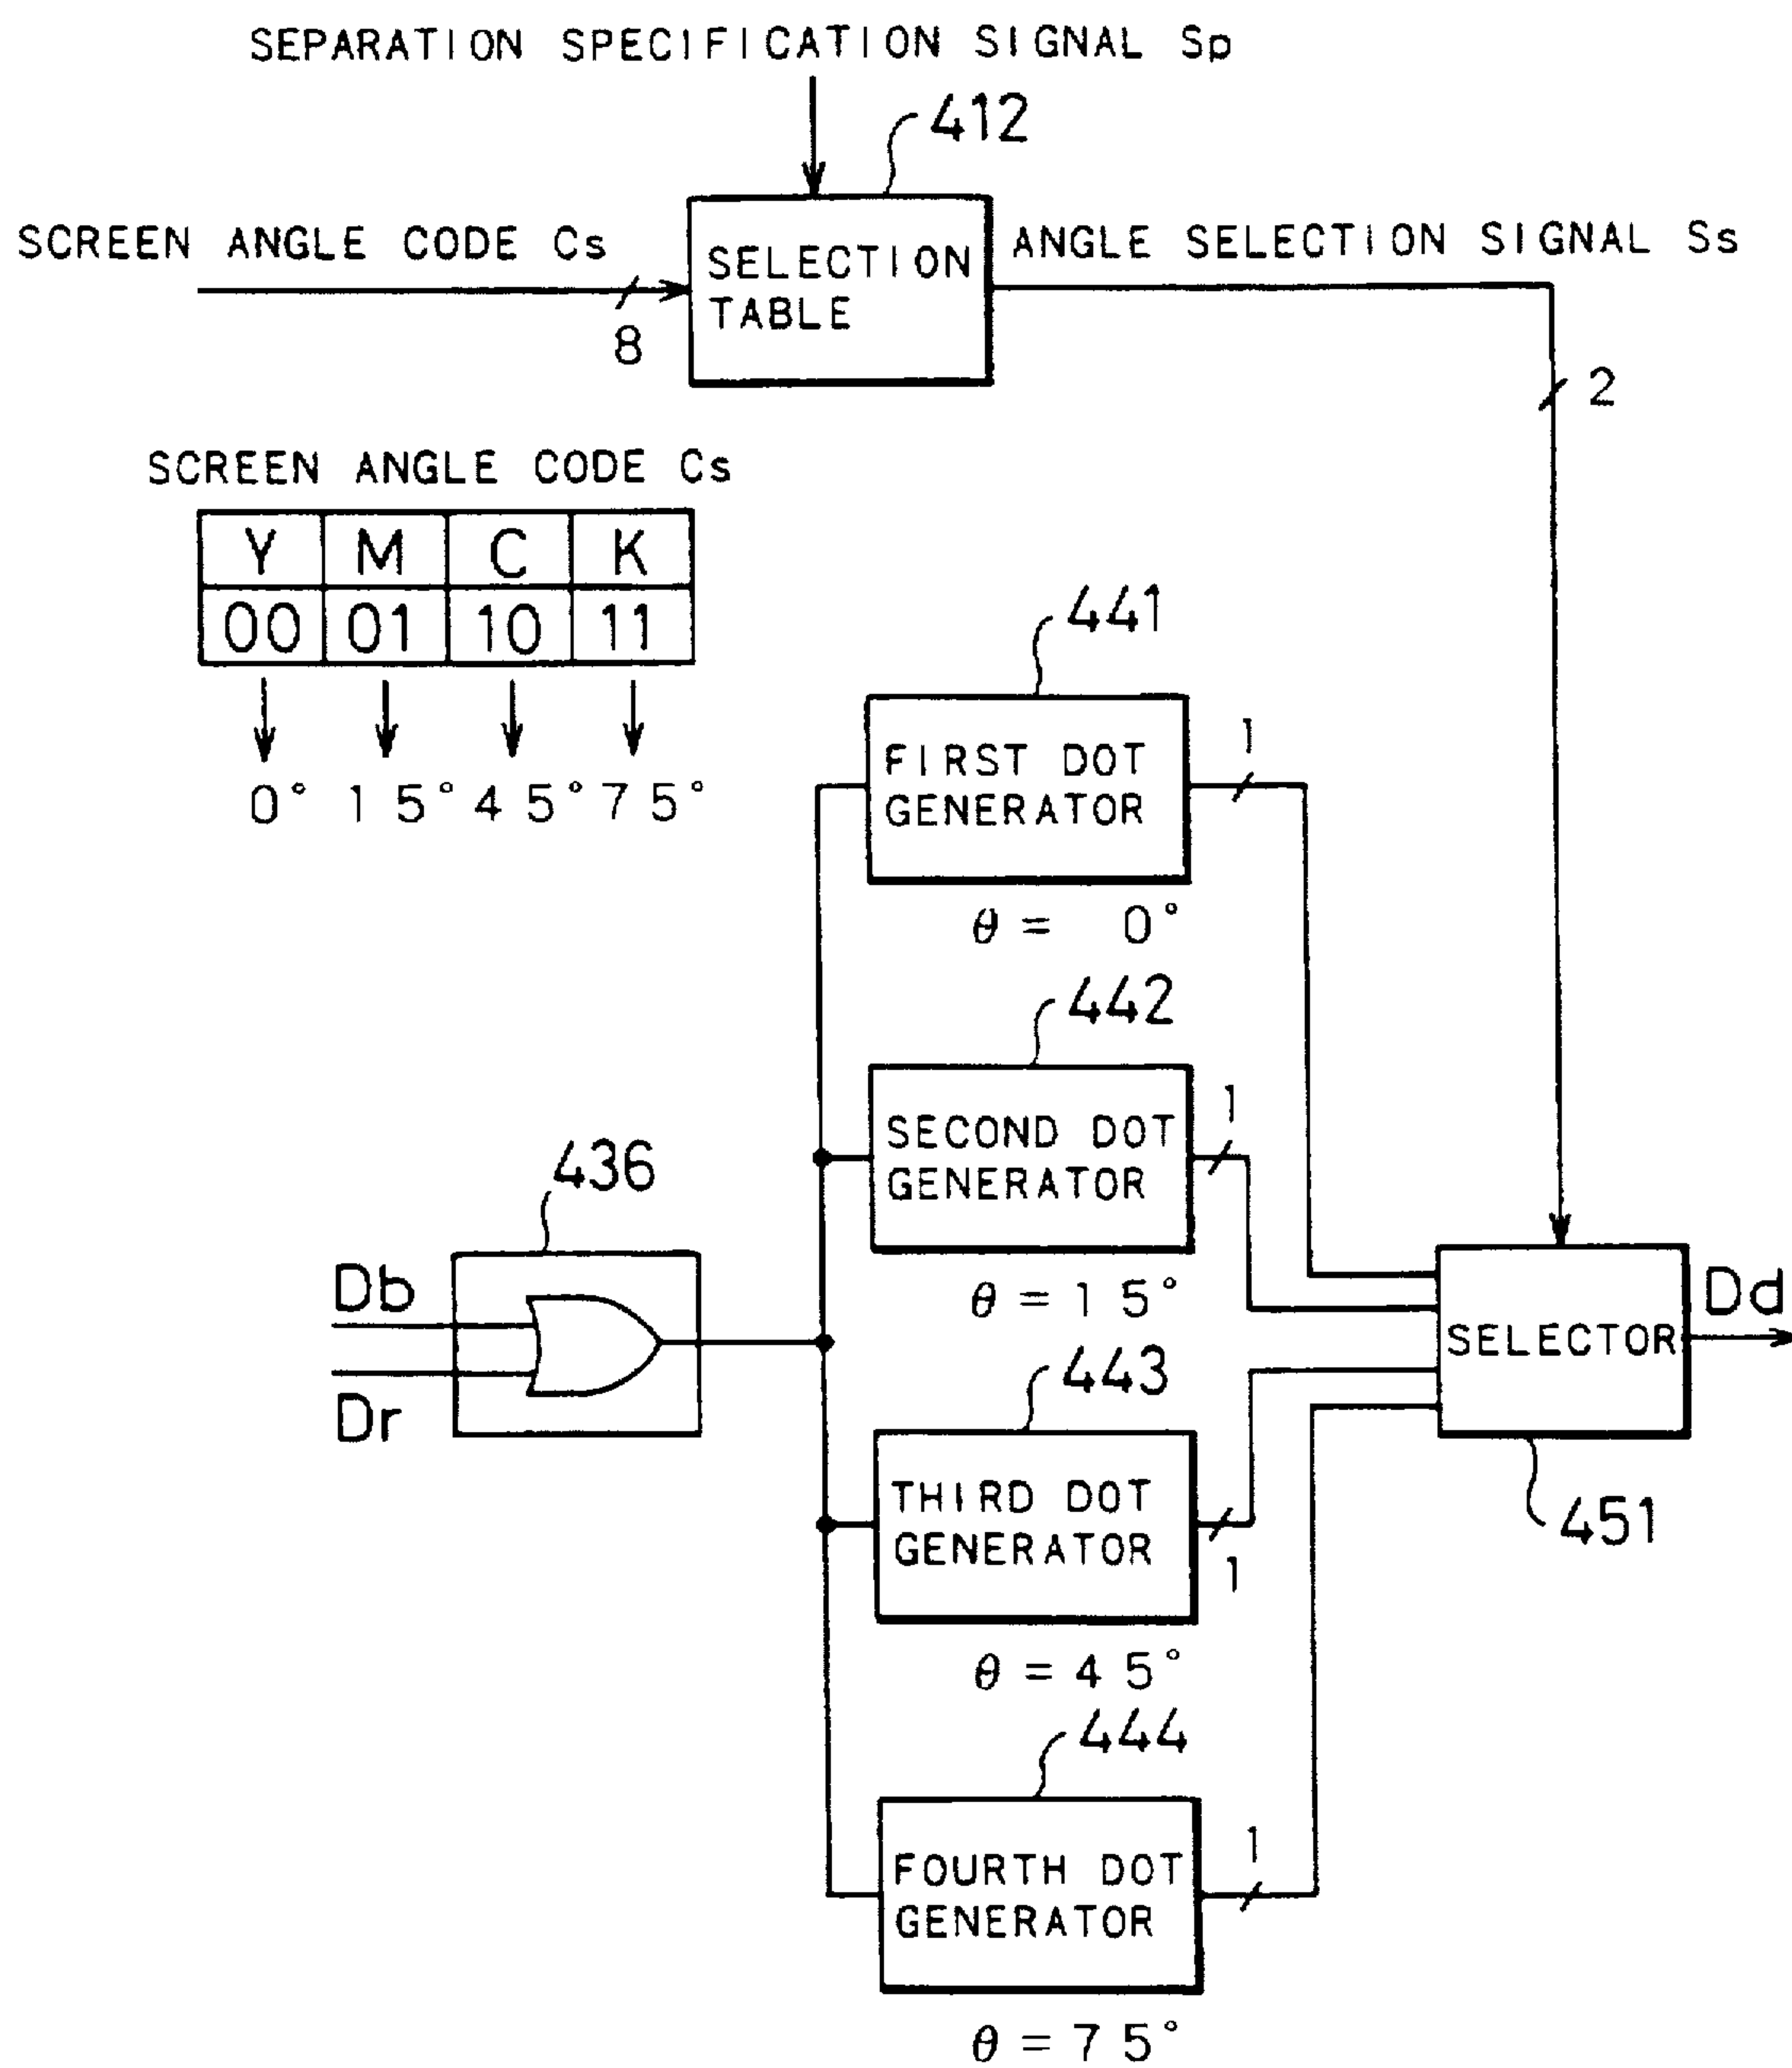 SEPARATION SPECIFICATION SIGNAL Sp
412
SCREEN ANGLE CODE Cs
8
SELECTION
TABLE
ANGLE SELECTION SIGNAL Ss
2
SCREEN ANGLE CODE Cs
Y M C K
00 01 10 11
0° 15° 45° 75°
441
FIRST DOT
GENERATOR
1
θ = 0°
442
SECOND DOT
GENERATOR
1
θ = 15°
436
Db
Dr
443
THIRD DOT
GENERATOR
1
θ = 45°
SELECTOR
Dd
451
444
FOURTH DOT
GENERATOR
1
θ = 75°